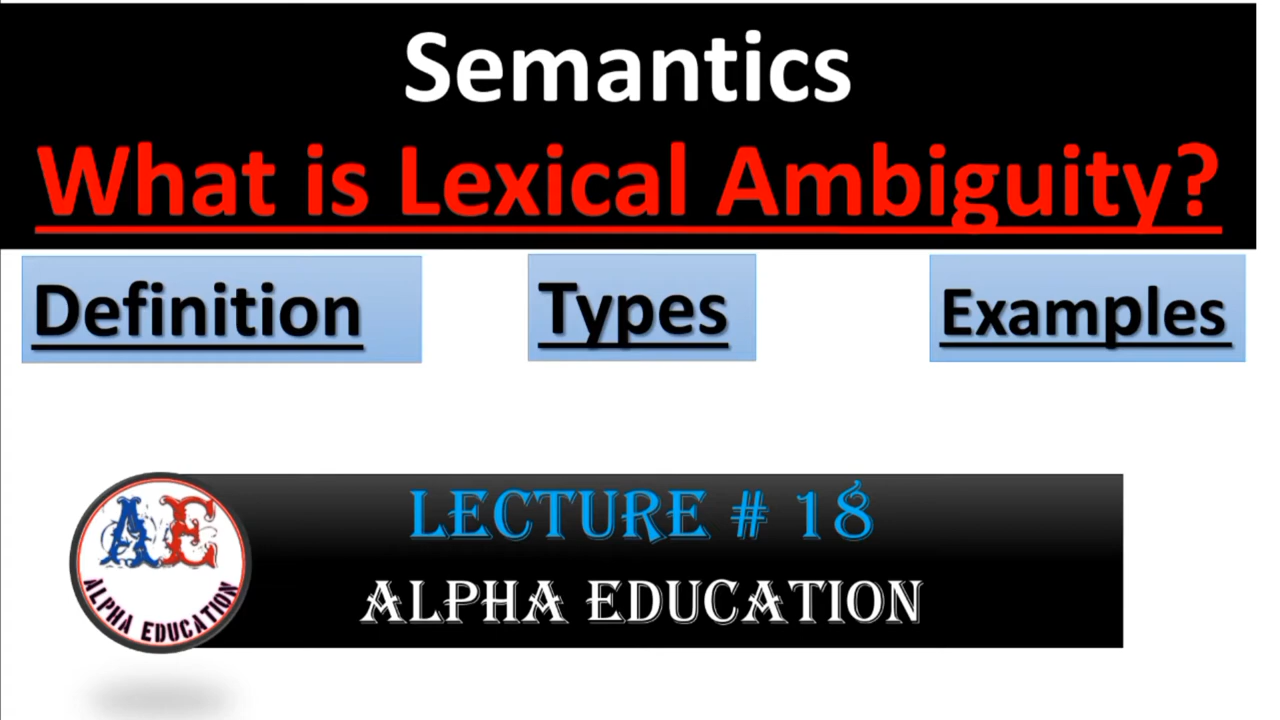 Semantics
What is Lexical Ambiguity?
Definition Types Examples
LECTURE # 18
ALPHA EDUCATION
AE
ALPHA EDUCATION